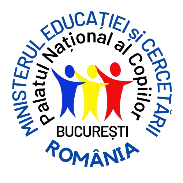 MINISTERUL EDUCAȚIEI și CERCETĂRII
Palatul Național al Copiilor
BUCUREȘTI
ROMÂNIA